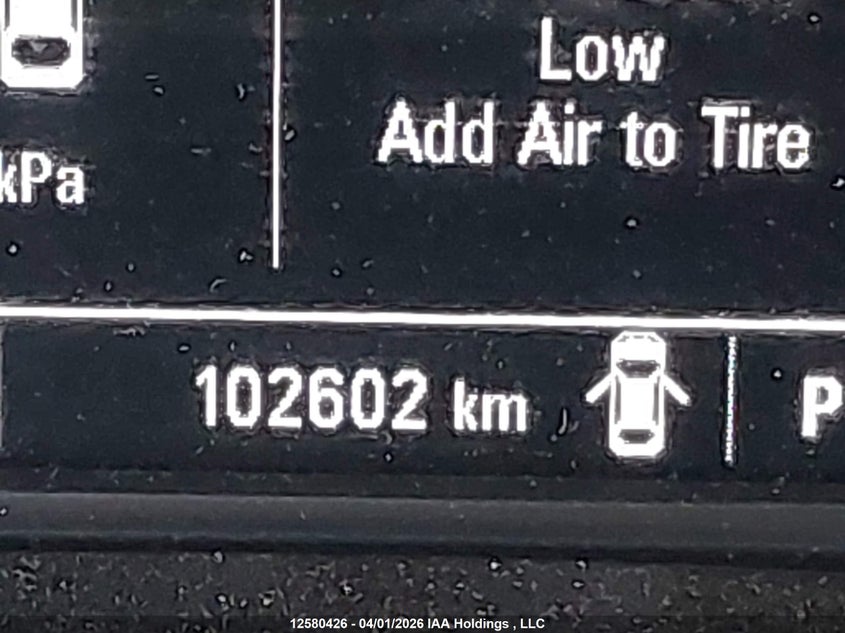 Low
Add Air to Tire
kPa
102602 km
P
12580426 - 04/01/2026 IAA Holdings , LLC